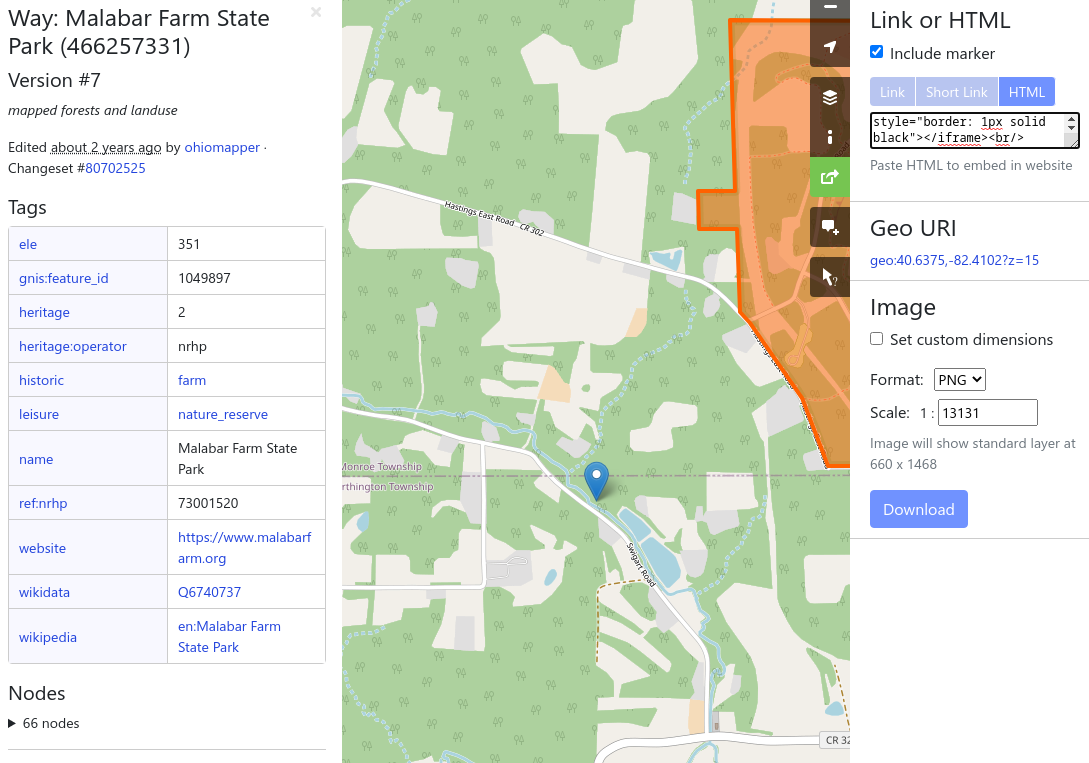 Way: Malabar Farm State
Park (466257331)
×
Version #7
mapped forests and landuse
Edited about 2 years ago by ohiomapper ·
Changeset #80702525
Tags
ele 351
gnis:feature_id 1049897
heritage 2
heritage:operator nrhp
historic farm
leisure nature_reserve
name Malabar Farm State
Park
ref:nrhp 73001520
website https://www.malabarf
arm.org
wikidata Q6740737
wikipedia en:Malabar Farm
State Park
Nodes
66 nodes
Hastings East Road CR 302
Monroe Township
rthington Township
Swigart Road
CR 32
Link or HTML
Include marker
Link Short Link HTML
style="border: 1px solid
black"></iframe><br/>
Paste HTML to embed in website
Geo URI
geo:40.6375,-82.4102?z=15
Image
Set custom dimensions
Format: PNG
Scale: 1 : 13131
Image will show standard layer at
660 x 1468
Download